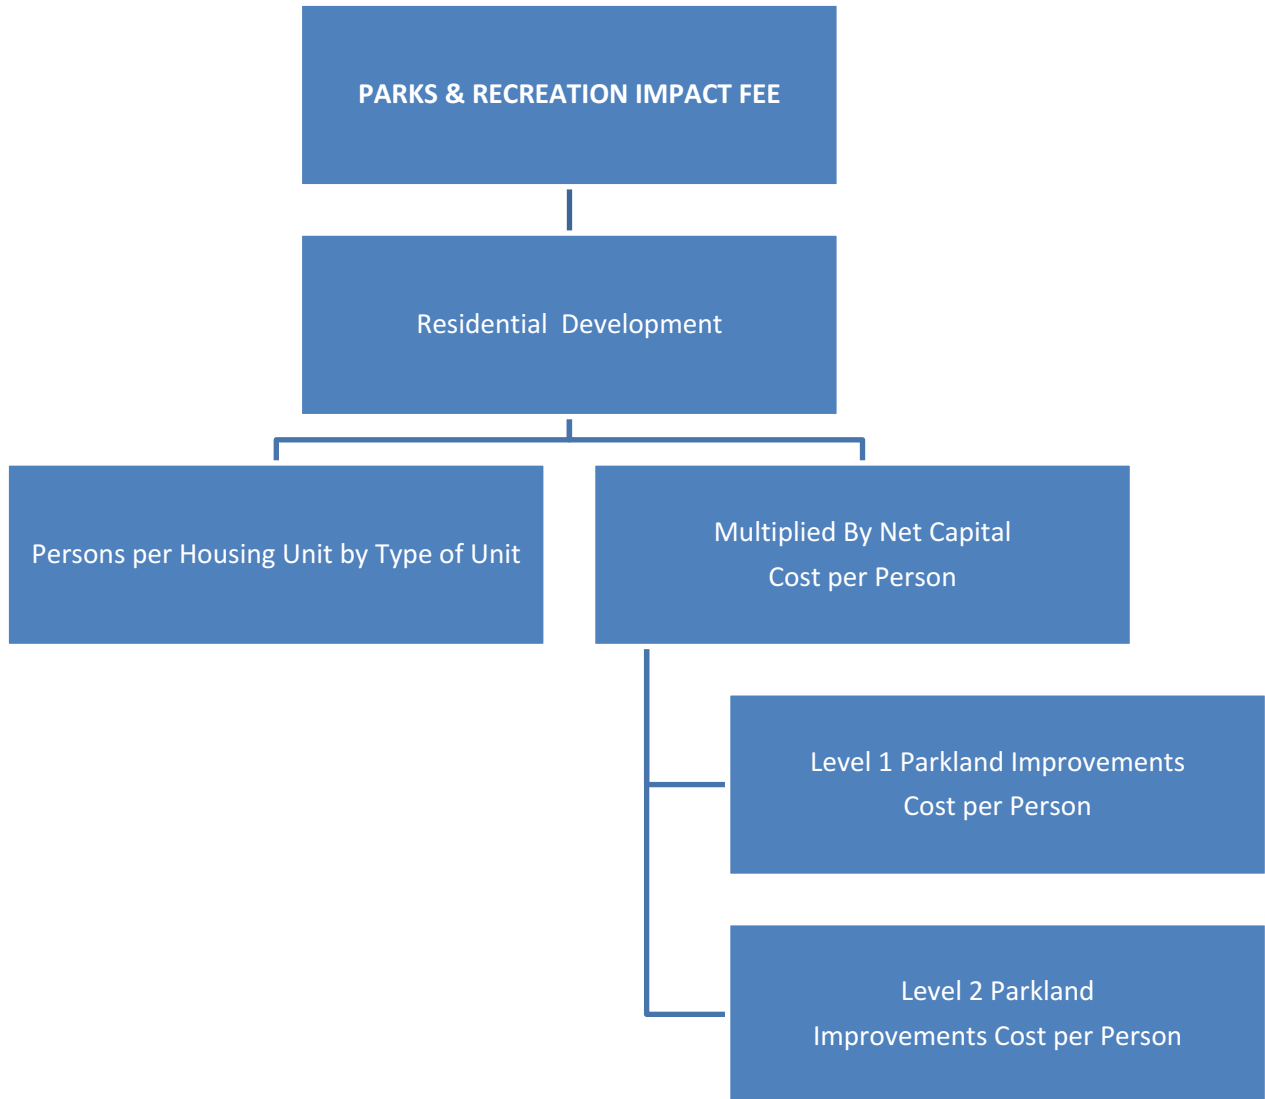 PARKS & RECREATION IMPACT FEE
Residential  Development
Persons per Housing Unit by Type of Unit
Multiplied By Net Capital
Cost per Person
Level 1 Parkland Improvements
Cost per Person
Level 2 Parkland
Improvements Cost per Person